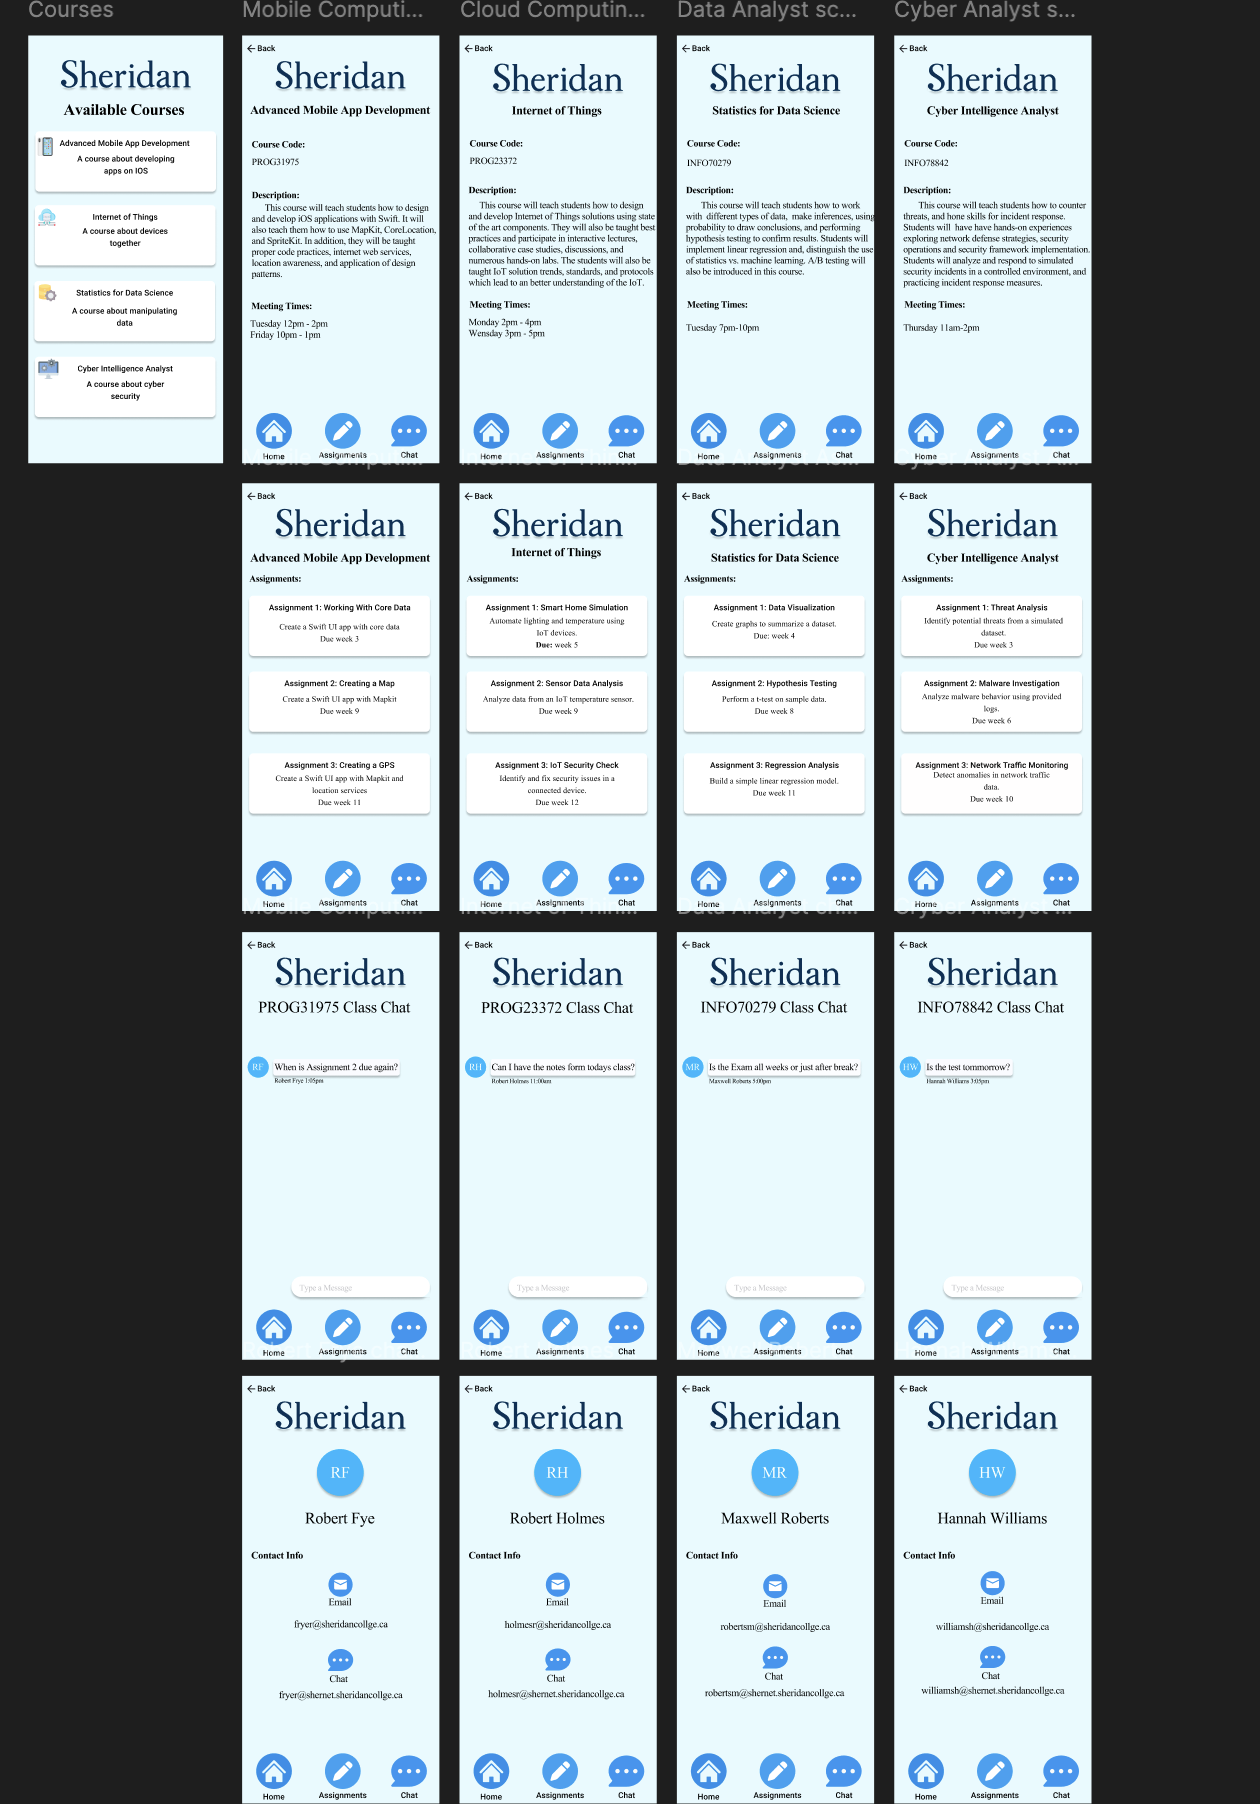 Courses
Mobile Computi...
Cloud Computin...
Data Analyst sc...
Cyber Analyst s...
Sheridan
Available Courses
Advanced Mobile App Development
A course about developing
apps on IOS
Internet of Things
A course about devices
together
Statistics for Data Science
A course about manipulating
data
Cyber Intelligence Analyst
A course about cyber
security
Back
Sheridan
Advanced Mobile App Development
Course Code:
PROG31975
Description:
This course will teach students how to design
and develop iOS applications with Swift. It will
also teach them how to use MapKit, CoreLocation,
and SpriteKit. In addition, they will be taught
proper code practices, internet web services,
location awareness, and application of design
patterns.
Meeting Times:
Tuesday 12pm - 2pm
Friday 10pm - 1pm
Home
Assignments
Chat
Back
Sheridan
Internet of Things
Course Code:
PROG23372
Description:
This course will teach students how to design
and develop Internet of Things solutions using state
of the art components. They will also be taught best
practices and participate in interactive lectures,
collaborative case studies, discussions, and
numerous hands-on labs. The students will also be
taught IoT solution trends, standards, and protocols
which lead to an better understanding of the IoT.
Meeting Times:
Monday 2pm - 4pm
Wensday 3pm - 5pm
Home
Assignments
Chat
Back
Sheridan
Statistics for Data Science
Course Code:
INFO70279
Description:
This course will teach students how to work
with different types of data, make inferences, using
probability to draw conclusions, and performing
hypothesis testing to confirm results. Students will
implement linear regression and, distinguish the use
of statistics vs. machine learning. A/B testing will
also be introduced in this course.
Meeting Times:
Tuesday 7pm-10pm
Home
Assignments
Chat
Back
Sheridan
Cyber Intelligence Analyst
Course Code:
INFO78842
Description:
This course will teach students how to counter
threats, and hone skills for incident response.
Students will have have hands-on experiences
exploring network defense strategies, security
operations and security framework implementation.
Students will analyze and respond to simulated
security incidents in a controlled environment, and
practicing incident response measures.
Meeting Times:
Thursday 11am-2pm
Home
Assignments
Chat
Mobile Computi...
Internet of Thin...
Data Analyst As...
Cyber Analyst A...
Back
Sheridan
Advanced Mobile App Development
Assignments:
Assignment 1: Working With Core Data
Create a Swift UI app with core data
Due week 3
Assignment 2: Creating a Map
Create a Swift UI app with Mapkit
Due week 9
Assignment 3: Creating a GPS
Create a Swift UI app with Mapkit and
location services
Due week 11
Home
Assignments
Chat
Back
Sheridan
Internet of Things
Assignments:
Assignment 1: Smart Home Simulation
Automate lighting and temperature using
IoT devices.
Due: week 5
Assignment 2: Sensor Data Analysis
Analyze data from an IoT temperature sensor.
Due week 9
Assignment 3: IoT Security Check
Identify and fix security issues in a
connected device.
Due week 12
Home
Assignments
Chat
Back
Sheridan
Statistics for Data Science
Assignments:
Assignment 1: Data Visualization
Create graphs to summarize a dataset.
Due: week 4
Assignment 2: Hypothesis Testing
Perform a t-test on sample data.
Due week 8
Assignment 3: Regression Analysis
Build a simple linear regression model.
Due week 11
Home
Assignments
Chat
Back
Sheridan
Cyber Intelligence Analyst
Assignments:
Assignment 1: Threat Analysis
Identify potential threats from a simulated
dataset.
Due week 3
Assignment 2: Malware Investigation
Analyze malware behavior using provided
logs.
Due week 6
Assignment 3: Network Traffic Monitoring
Detect anomalies in network traffic
data.
Due week 10
Home
Assignments
Chat
Mobile Computi...
Internet of Thin...
Data Analyst ch...
Back
Sheridan
PROG31975 Class Chat
RF
When is Assignment 2 due again?
Robert Frye 1:05pm
Type a Message
Home
Assignments
Chat
Back
Sheridan
PROG23372 Class Chat
RH
Can I have the notes form todays class?
Robert Holmes 11:00am
Type a Message
Home
Assignments
Chat
Back
Sheridan
INFO70279 Class Chat
MR
Is the Exam all weeks or just after break?
Maxwell Roberts 5:00pm
Type a Message
Home
Assignments
Chat
Back
Sheridan
INFO78842 Class Chat
HW
Is the test tommorrow?
Hannah Williams 3:05pm
Type a Message
Home
Assignments
Chat
Back
Sheridan
RF
Robert Fye
Contact Info
Email
fryer@sheridancollge.ca
Chat
fryer@shernet.sheridancollge.ca
Home
Assignments
Chat
Back
Sheridan
RH
Robert Holmes
Contact Info
Email
holmesr@sheridancollge.ca
Chat
holmesr@shernet.sheridancollge.ca
Home
Assignments
Chat
Back
Sheridan
MR
Maxwell Roberts
Contact Info
Email
robertsm@sheridancollge.ca
Chat
robertsm@shernet.sheridancollge.ca
Home
Assignments
Chat
Back
Sheridan
HW
Hannah Williams
Contact Info
Email
williamsh@sheridancollge.ca
Chat
williamsh@shernet.sheridancollge.ca
Home
Assignments
Chat